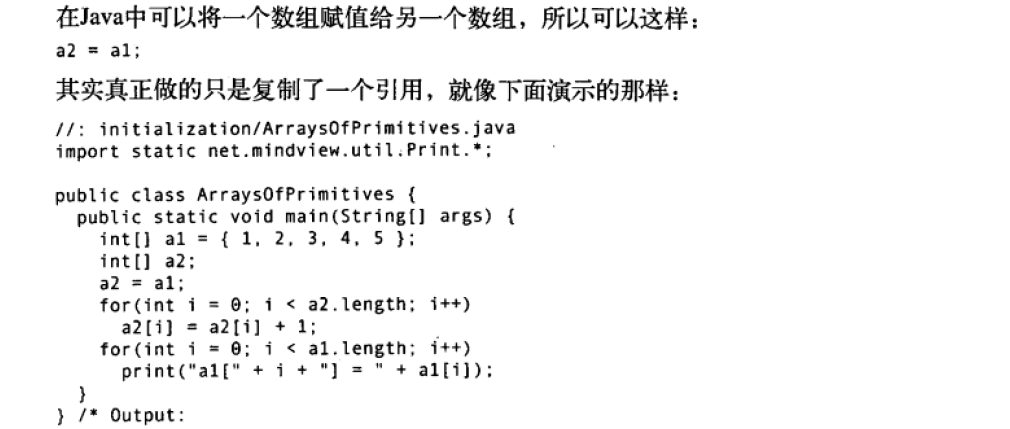 在Java中可以将一个数组赋值给另一个数组，所以可以这样：
a2 = a1;
其实真正做的只是复制了一个引用，就像下面演示的那样：
//: initialization/ArraysOfPrimitives.java
import static net.mindview.util.Print.*;
public class ArraysOfPrimitives {
  public static void main(String[] args) {
    int[] a1 = { 1, 2, 3, 4, 5 };
    int[] a2;
    a2 = a1;
    for(int i = 0; i < a2.length; i++)
      a2[i] = a2[i] + 1;
    for(int i = 0; i < a1.length; i++)
      print("a1[" + i + "] = " + a1[i]);
  }
} /* Output: